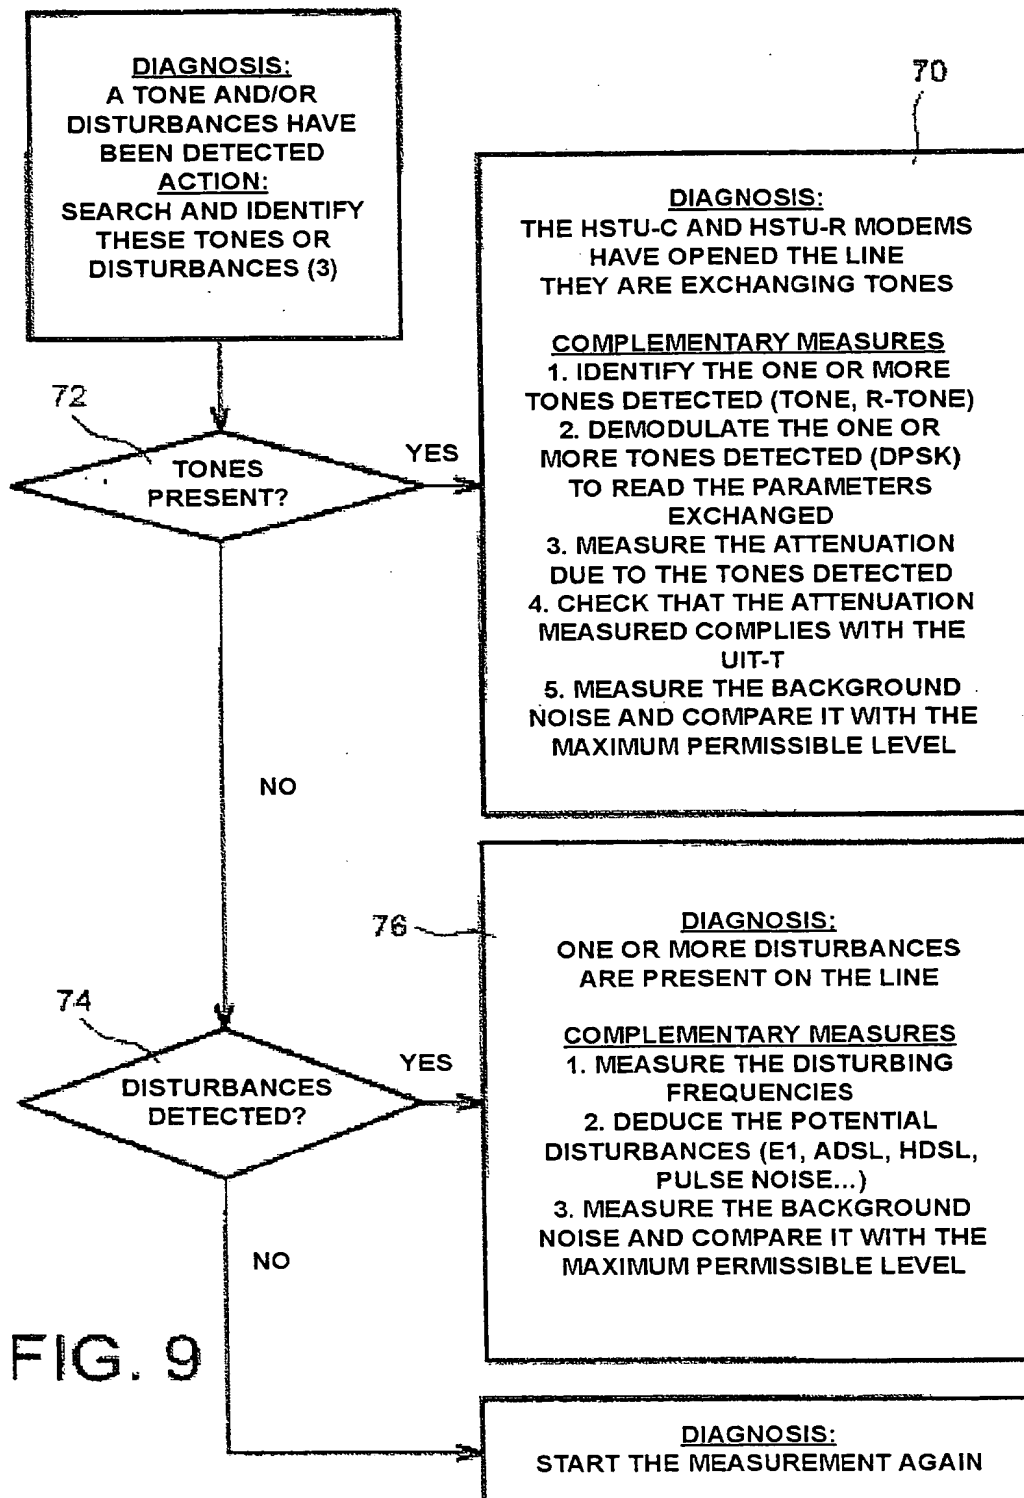 DIAGNOSIS:
A TONE AND/OR
DISTURBANCES HAVE
BEEN DETECTED
ACTION:
SEARCH AND IDENTIFY
THESE TONES OR
DISTURBANCES (3)
70
DIAGNOSIS:
THE HSTU-C AND HSTU-R MODEMS
HAVE OPENED THE LINE
THEY ARE EXCHANGING TONES
COMPLEMENTARY MEASURES
1. IDENTIFY THE ONE OR MORE
TONES DETECTED (TONE, R-TONE)
2. DEMODULATE THE ONE OR
MORE TONES DETECTED (DPSK)
TO READ THE PARAMETERS
EXCHANGED
3. MEASURE THE ATTENUATION
DUE TO THE TONES DETECTED
4. CHECK THAT THE ATTENUATION
MEASURED COMPLIES WITH THE
UIT-T
5. MEASURE THE BACKGROUND
NOISE AND COMPARE IT WITH THE
MAXIMUM PERMISSIBLE LEVEL
72
TONES
PRESENT?
YES
NO
76
DIAGNOSIS:
ONE OR MORE DISTURBANCES
ARE PRESENT ON THE LINE
COMPLEMENTARY MEASURES
1. MEASURE THE DISTURBING
FREQUENCIES
2. DEDUCE THE POTENTIAL
DISTURBANCES (E1, ADSL, HDSL,
PULSE NOISE...)
3. MEASURE THE BACKGROUND
NOISE AND COMPARE IT WITH THE
MAXIMUM PERMISSIBLE LEVEL
74
DISTURBANCES
DETECTED?
YES
NO
FIG. 9
DIAGNOSIS:
START THE MEASUREMENT AGAIN